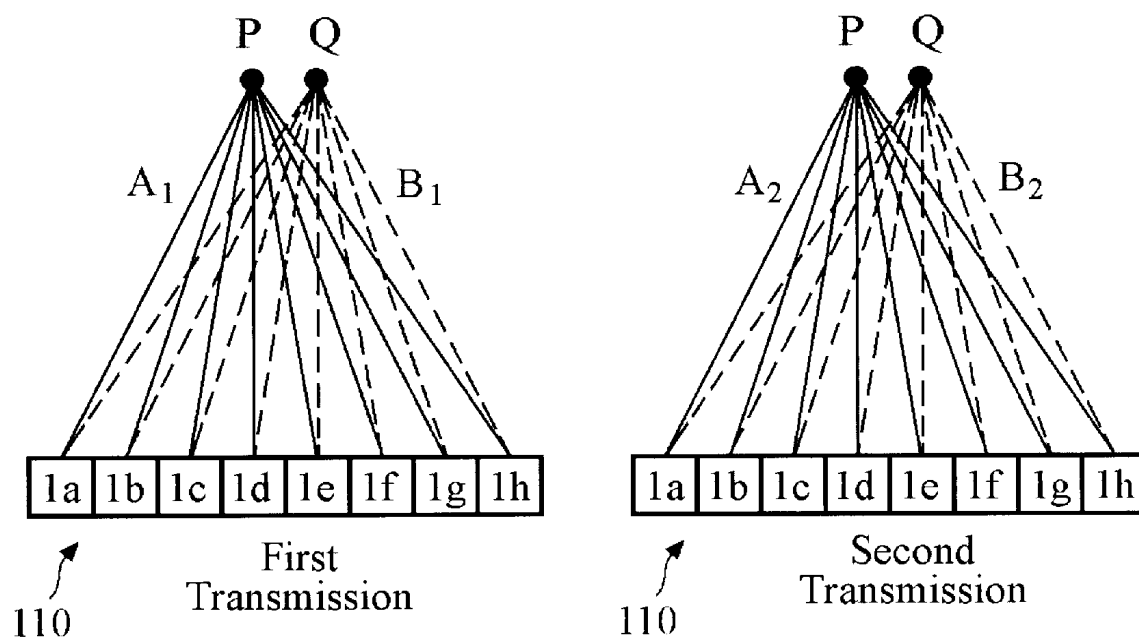 P Q
A₁ B₁
1a 1b 1c 1d 1e 1f 1g 1h
First
Transmission
110
P Q
A₂ B₂
1a 1b 1c 1d 1e 1f 1g 1h
Second
Transmission
110